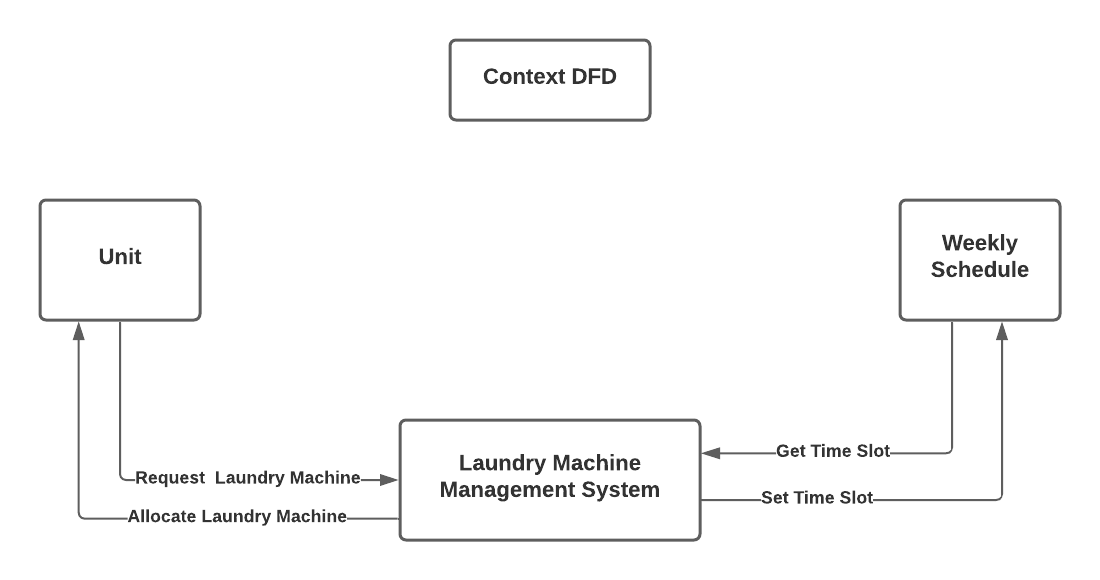 Context DFD
Unit
Weekly
Schedule
Get Time Slot
Laundry Machine
Management System
Request  Laundry Machine
Set Time Slot
Allocate Laundry Machine